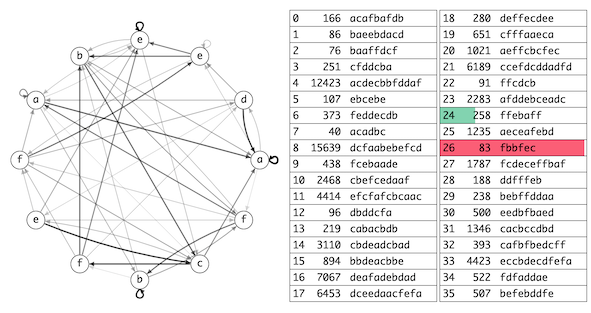 e
e
b
a
d
f
a
e
f
f
c
b
0 166 acafbafdb
1 86 baeebdacd
2 76 baaffdcf
3 251 cfddcba
4 12423 acdecbbfddaf
5 107 ebcebe
6 373 feddecdb
7 40 acadbc
8 15639 dcfaabebefcd
9 438 fcebaade
10 2468 cbefcedaaf
11 4414 efcfafcbcaac
12 96 dbddcfa
13 219 cabacbdb
14 3110 cbdeadcbad
15 894 bbdeacbbe
16 7067 deafadebdad
17 6453 dceedaacfefa
18 280 deffecdee
19 651 cfffaaeca
20 1021 aeffcbcfec
21 6189 ccefdcddaafd
22 91 ffcdcb
23 2283 afddebceadc
24 258 ffebaff
25 1235 aeceafebd
26 83 fbbfec
27 1787 fcdeceffbaf
28 188 ddfffeb
29 238 bebffddaa
30 500 eedbfbaed
31 1346 cacbccdbd
32 393 cafbfbedcff
33 4423 eccbdecdfefa
34 522 fdfaddae
35 507 befebddfe